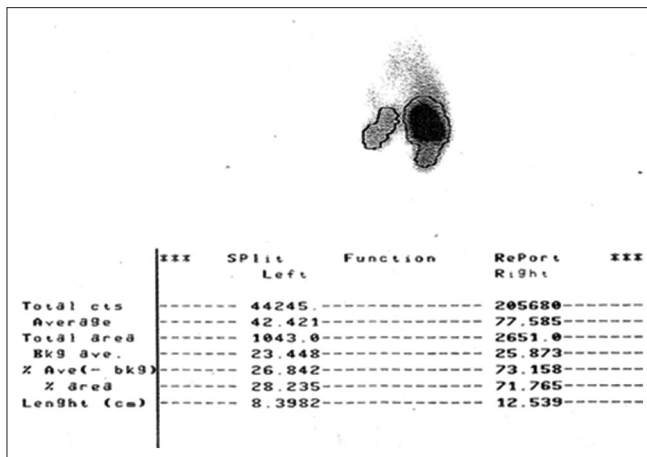 *** SPlit Function RePort ***
Left Right
Total cts 44245. 205680
Average 42.421 77.585
Total area 1043.0 2651.0
Bkg ave. 23.448 25.873
% Ave(- bkg) 26.842 73.158
% area 28.235 71.765
Lenght (cm) 8.3982 12.539